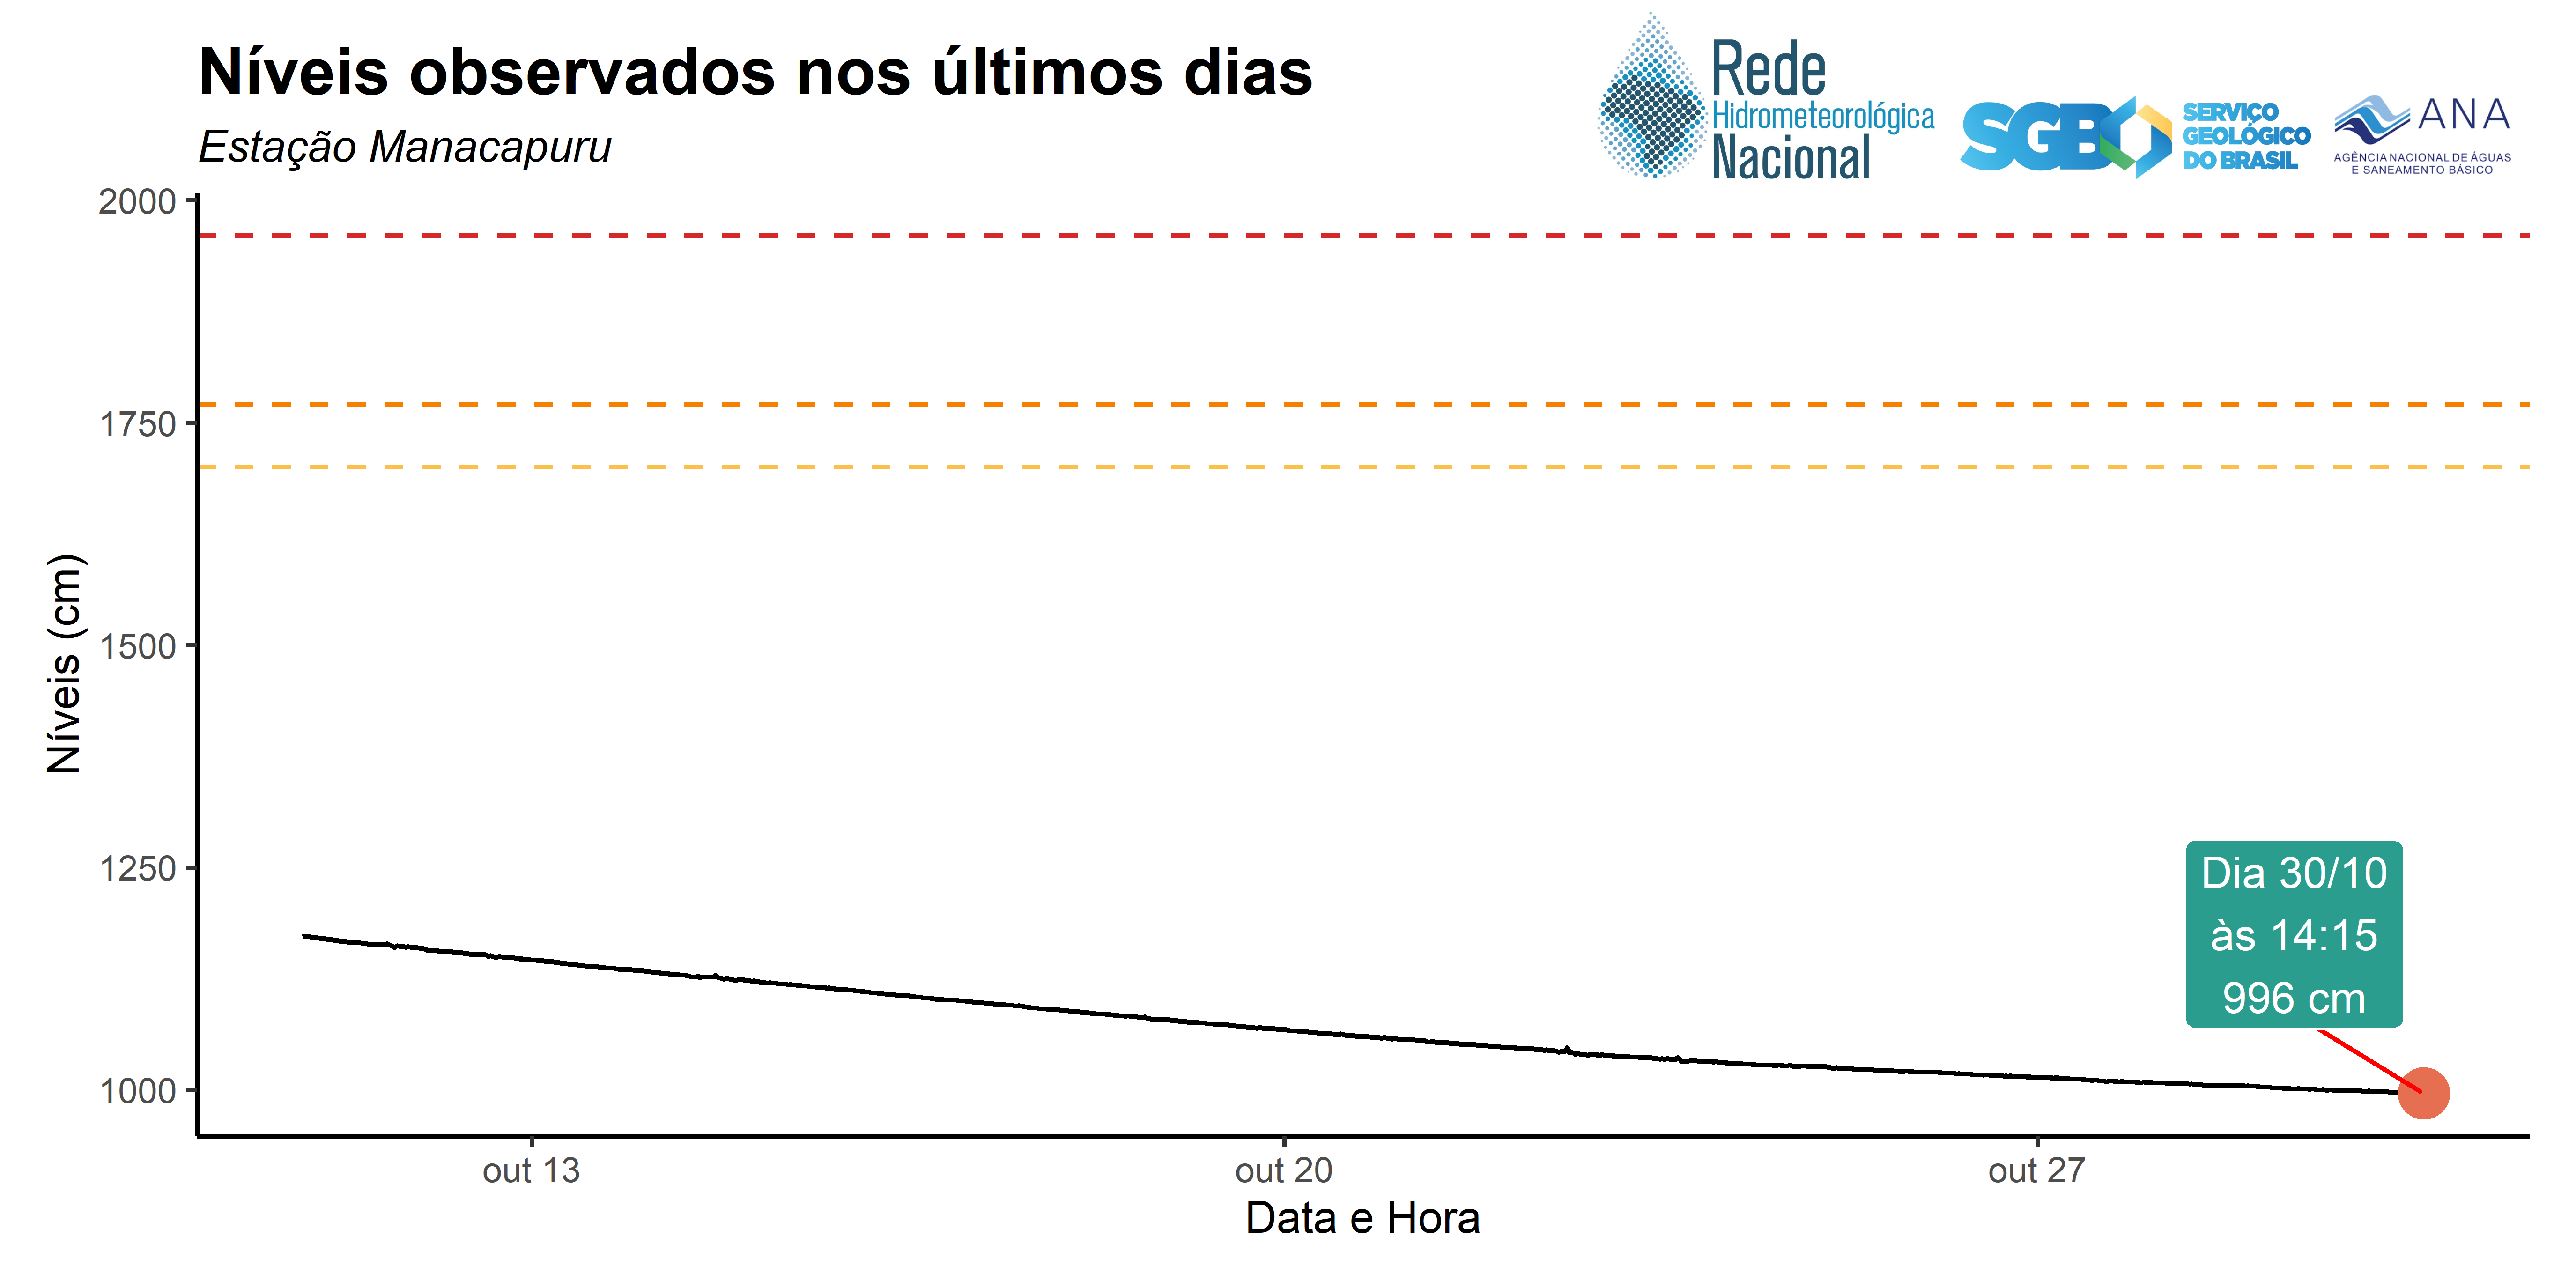 Níveis observados nos últimos dias
Estação Manacapuru
Rede
Hidrometeorológica
Nacional
SGB
SERVIÇO
GEOLÓGICO
DO BRASIL
ANA
AGÊNCIA NACIONAL DE ÁGUAS
E SANEAMENTO BÁSICO
Níveis (cm)
2000
1750
1500
1250
1000
Dia 30/10
às 14:15
996 cm
out 13
out 20
out 27
Data e Hora